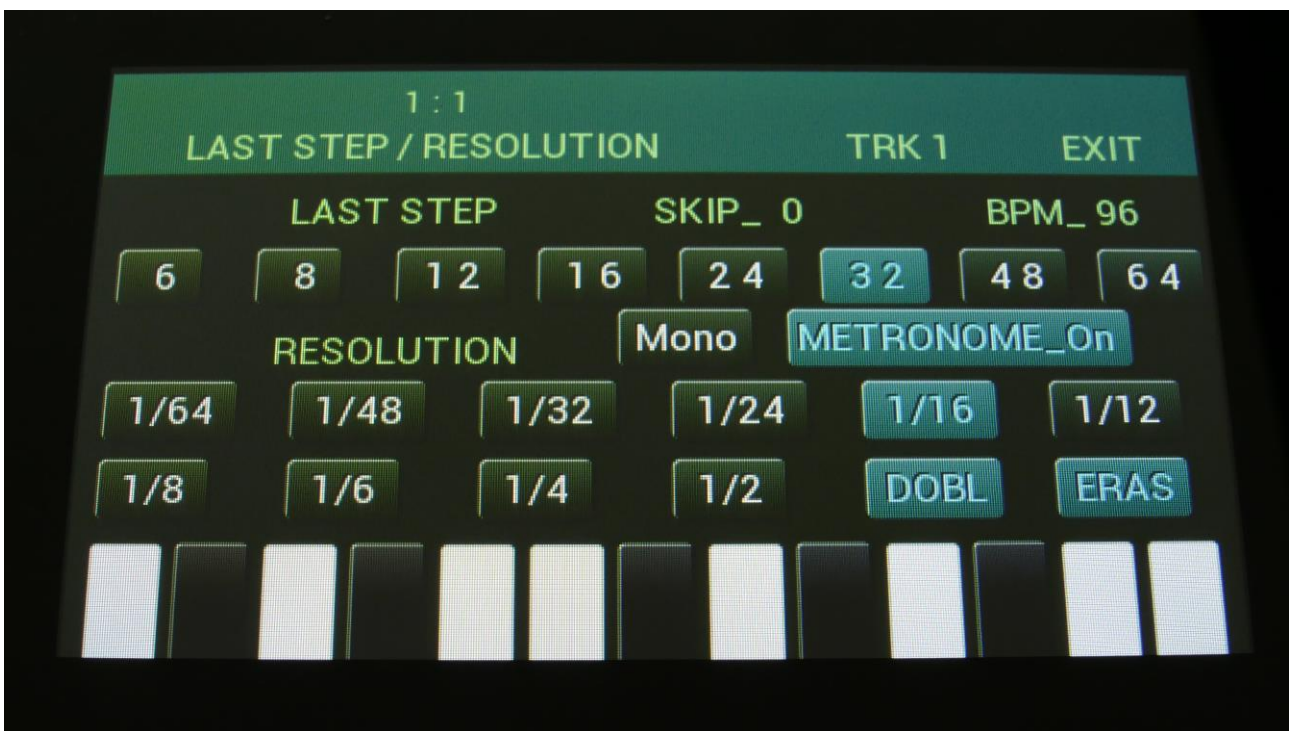 1 : 1
LAST STEP / RESOLUTION TRK 1 EXIT
LAST STEP SKIP_ 0 BPM_ 96
6 8 12 16 24 32 48 64
RESOLUTION Mono METRONOME_On
1/64 1/48 1/32 1/24 1/16 1/12
1/8 1/6 1/4 1/2 DOBL ERAS